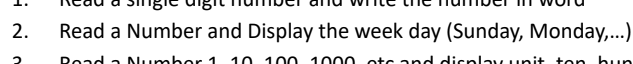 1. Read a single digit number and write the number in word
2. Read a Number and Display the week day (Sunday, Monday,...)
3. Read a Number 1, 10, 100, 1000, etc and display unit, ten, hun